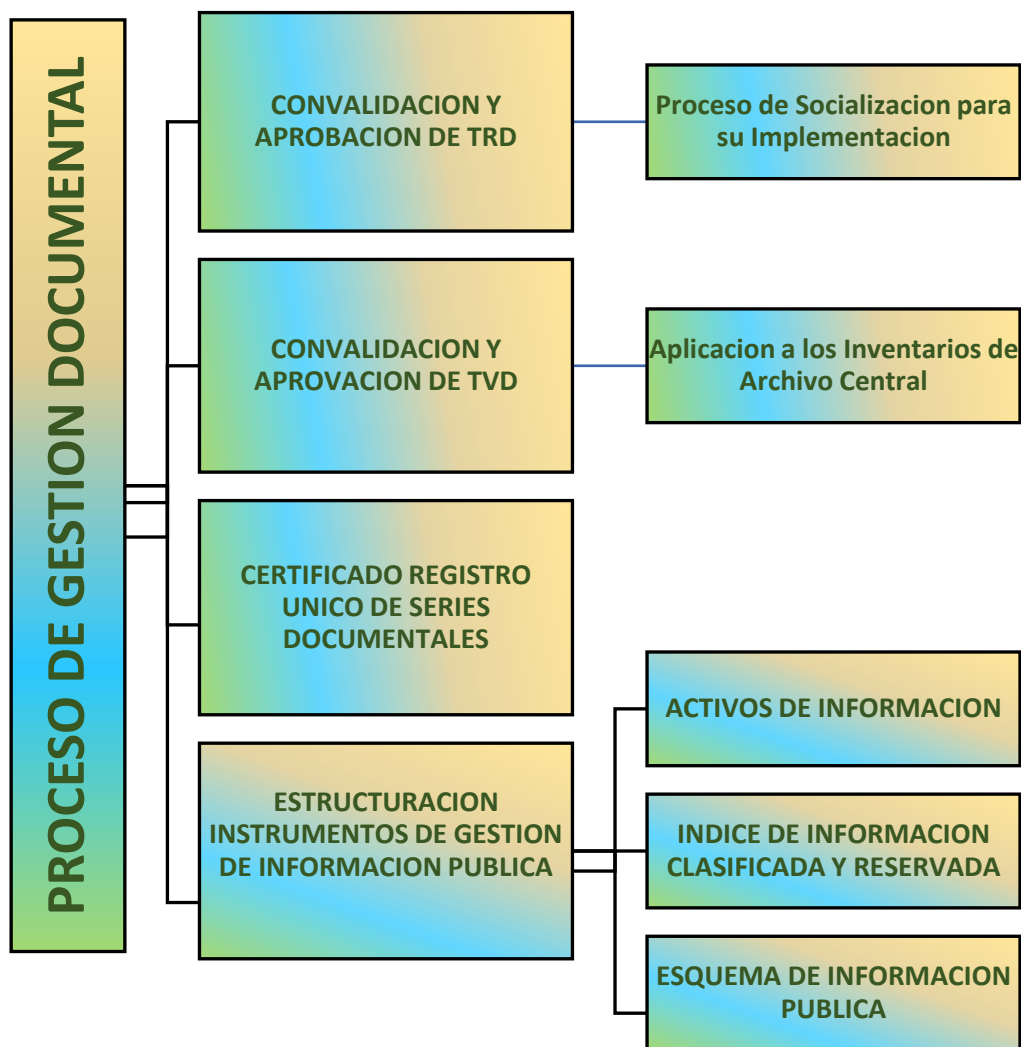 PROCESO DE GESTION DOCUMENTAL
CONVALIDACION Y
APROBACION DE TRD
Proceso de Socializacion para
su Implementacion
CONVALIDACION Y
APROVACION DE TVD
Aplicacion a los Inventarios de
Archivo Central
CERTIFICADO REGISTRO
UNICO DE SERIES
DOCUMENTALES
ESTRUCTURACION
INSTRUMENTOS DE GESTION
DE INFORMACION PUBLICA
ACTIVOS DE INFORMACION
INDICE DE INFORMACION
CLASIFICADA Y RESERVADA
ESQUEMA DE INFORMACION
PUBLICA